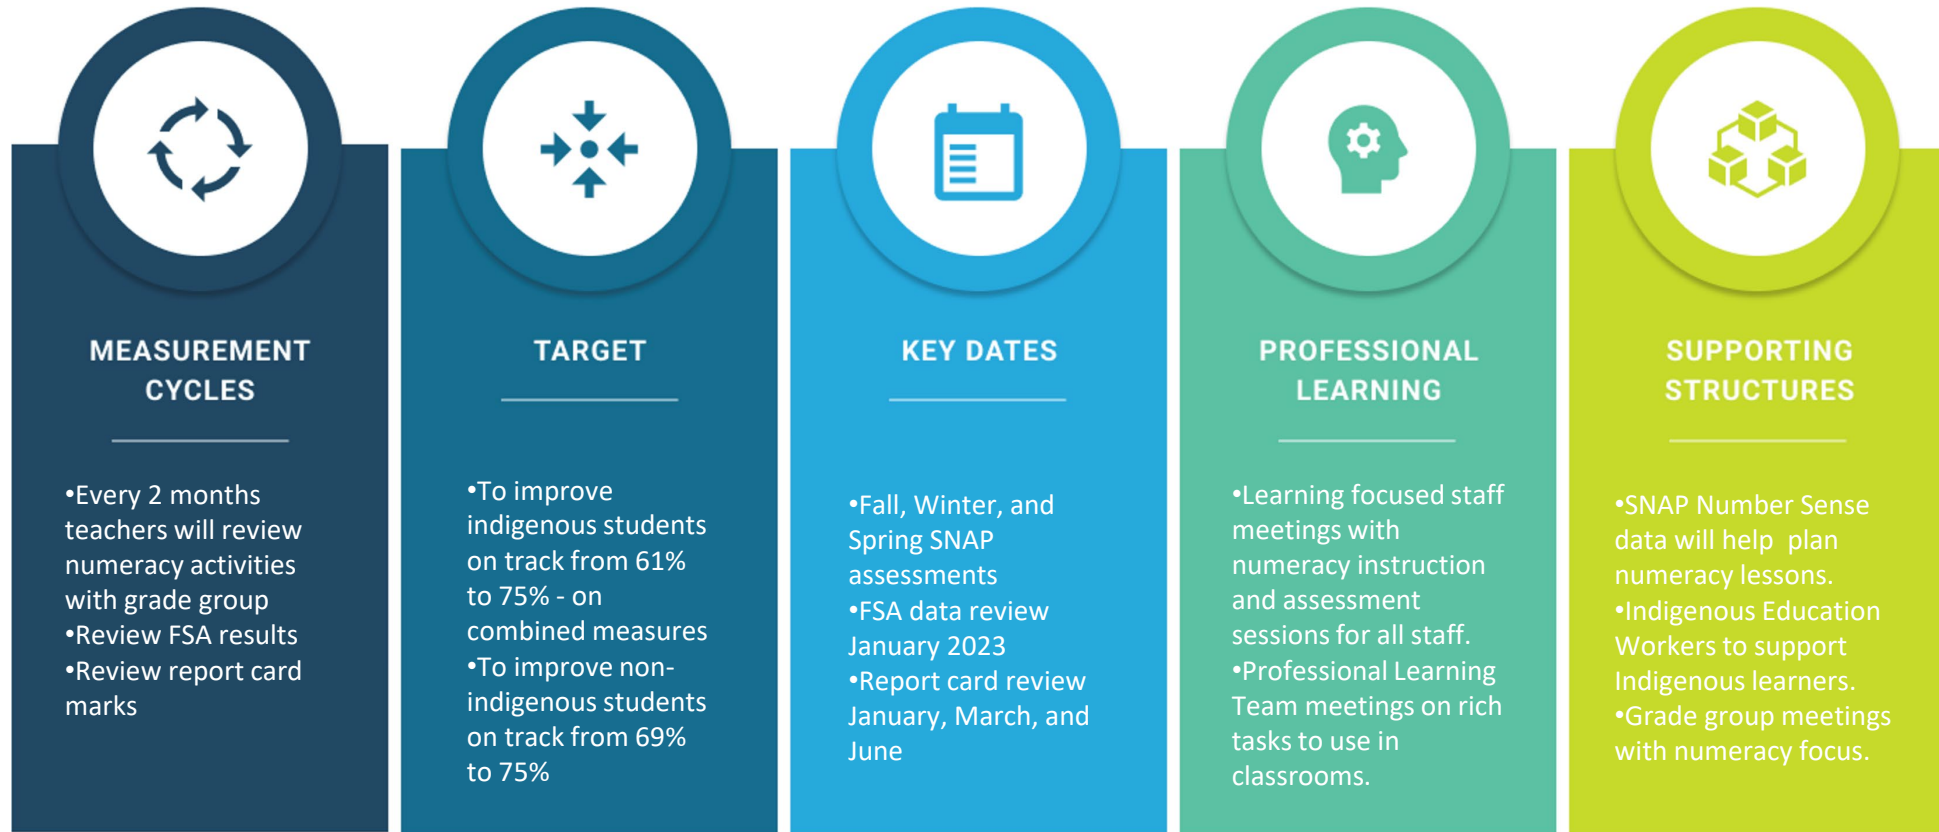 MEASUREMENT
CYCLES
•Every 2 months
teachers will review
numeracy activities
with grade group
•Review FSA results
•Review report card
marks
TARGET
•To improve
indigenous students
on track from 61%
to 75% - on
combined measures
•To improve non-
indigenous students
on track from 69%
to 75%
KEY DATES
•Fall, Winter, and
Spring SNAP
assessments
•FSA data review
January 2023
•Report card review
January, March, and
June
PROFESSIONAL
LEARNING
•Learning focused staff
meetings with
numeracy instruction
and assessment
sessions for all staff.
•Professional Learning
Team meetings on rich
tasks to use in
classrooms.
SUPPORTING
STRUCTURES
•SNAP Number Sense
data will help  plan
numeracy lessons.
•Indigenous Education
Workers to support
Indigenous learners.
•Grade group meetings
with numeracy focus.